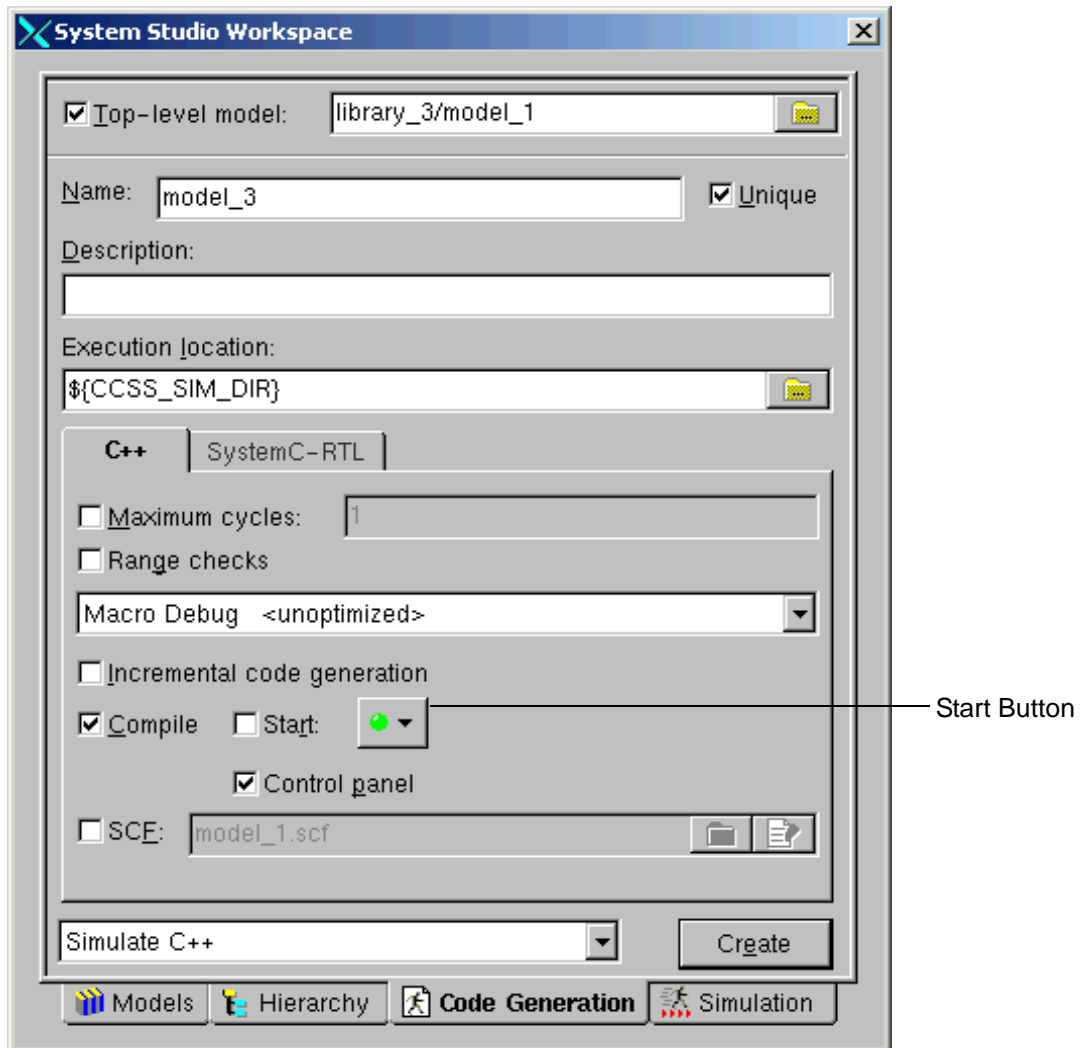 System Studio Workspace
Top-level model: library_3/model_1
Name: model_3 Unique
Description:
Execution location:
${CCSS_SIM_DIR}
C++ SystemC-RTL
Maximum cycles: 1
Range checks
Macro Debug <unoptimized>
Incremental code generation
Compile Start: Start Button
Control panel
SCF: model_1.scf
Simulate C++ Create
Models Hierarchy Code Generation Simulation